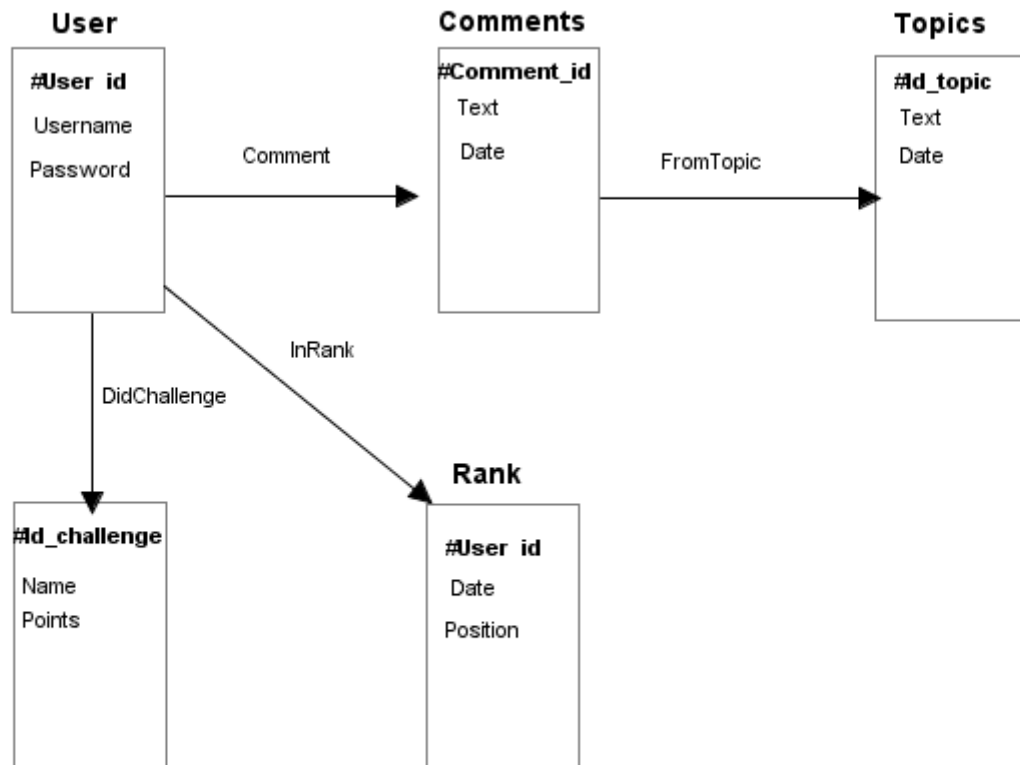 User
#User_id
Username
Password
Comment
Comments
#Comment_id
Text
Date
FromTopic
Topics
#Id_topic
Text
Date
InRank
DidChallenge
#Id_challenge
Name
Points
Rank
#User_id
Date
Position